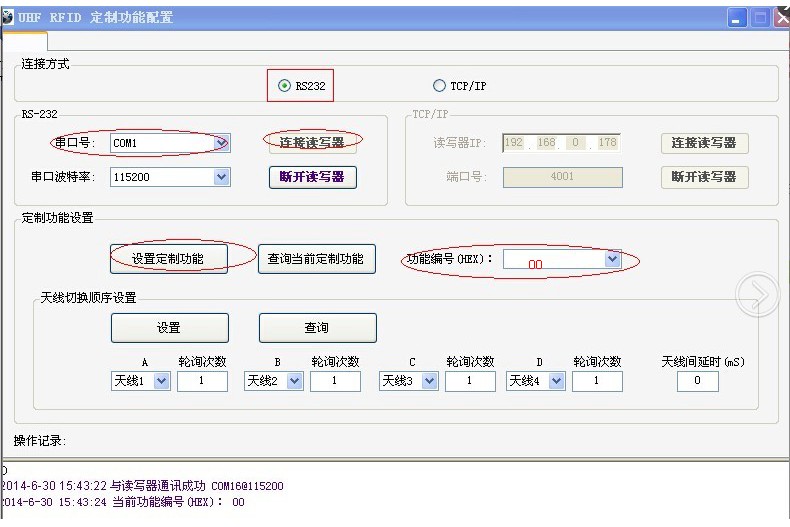 UHF RFID 定制功能配置
连接方式
RS232 TCP/IP
RS-232
串口号: COM1 连接读写器
串口波特率: 115200 断开读写器
TCP/IP
读写器IP: 192 . 168 . 0 . 178 连接读写器
端口号: 4001 断开读写器
定制功能设置
设置定制功能 查询当前定制功能 功能编号(HEX): 00
天线切换顺序设置
设置 查询
A 轮询次数 B 轮询次数 C 轮询次数 D 轮询次数 天线间延时(mS)
天线1 1 天线2 1 天线3 1 天线4 1 0
操作记录:
2014-6-30 15:43:22 与读写器通讯成功 COM16@115200
2014-6-30 15:43:24 当前功能编号(HEX): 00